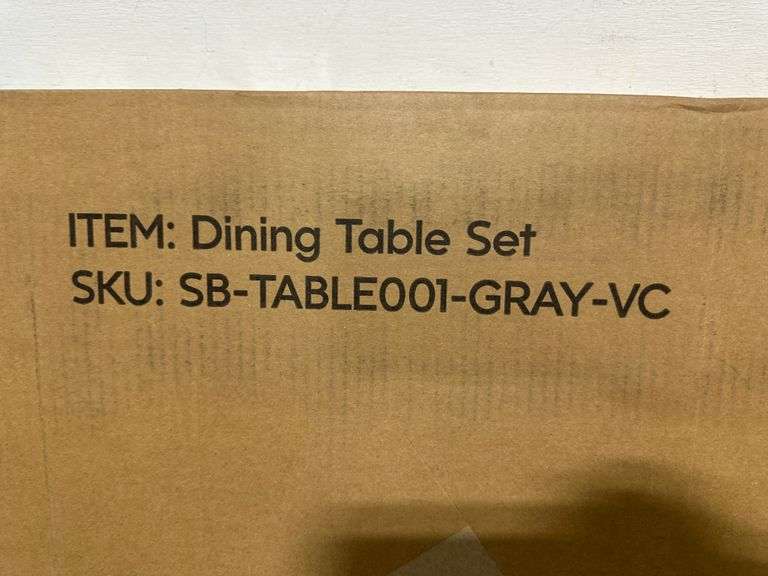 ITEM: Dining Table Set
SKU: SB-TABLE001-GRAY-VC